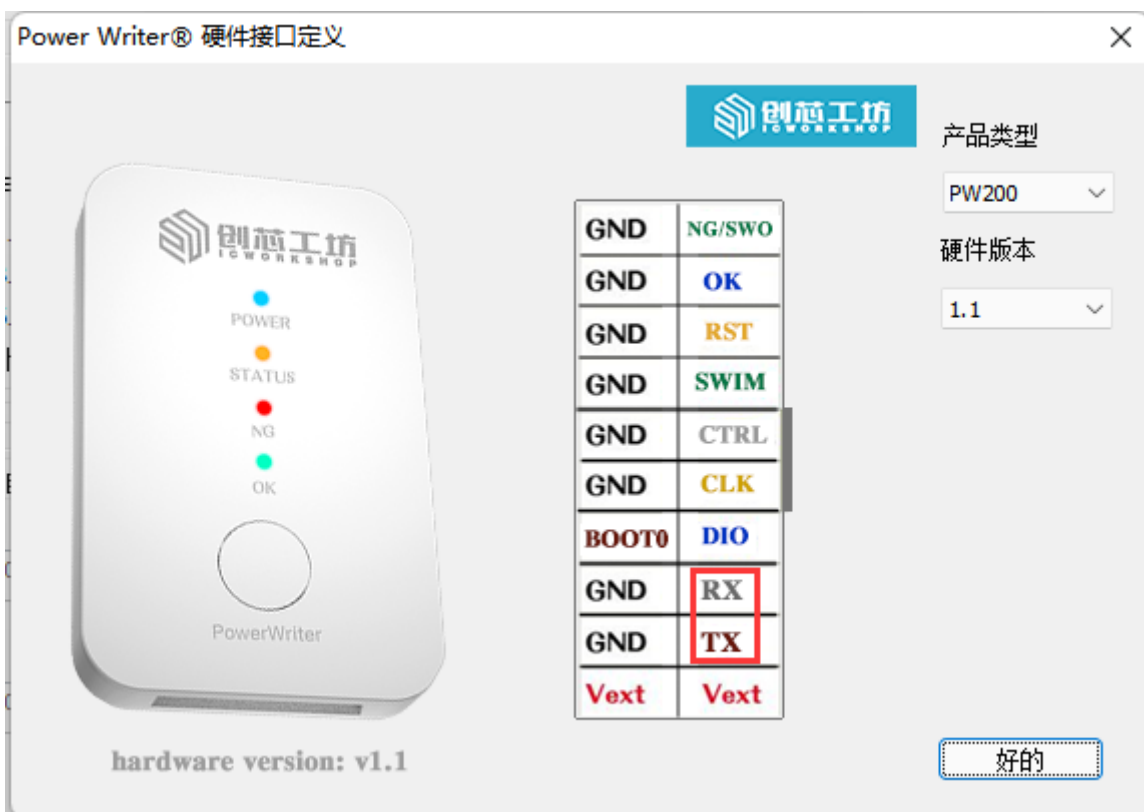 Power Writer® 硬件接口定义
创芯工坊
ICWORKSHOP
产品类型
PW200
硬件版本
1.1
创芯工坊
ICWORKSHOP
POWER
STATUS
NG
OK
PowerWriter
hardware version: v1.1
GND NG/SWO
GND OK
GND RST
GND SWIM
GND CTRL
GND CLK
BOOT0 DIO
GND RX
GND TX
Vext Vext
好的